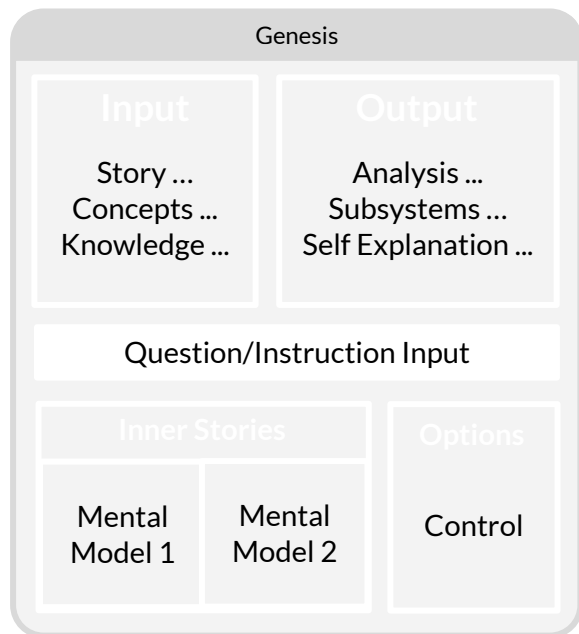 Genesis
Input
Story ...
Concepts ...
Knowledge ...
Output
Analysis ...
Subsystems ...
Self Explanation ...
Question/Instruction Input
Inner Stories
Mental
Model 1
Mental
Model 2
Options
Control